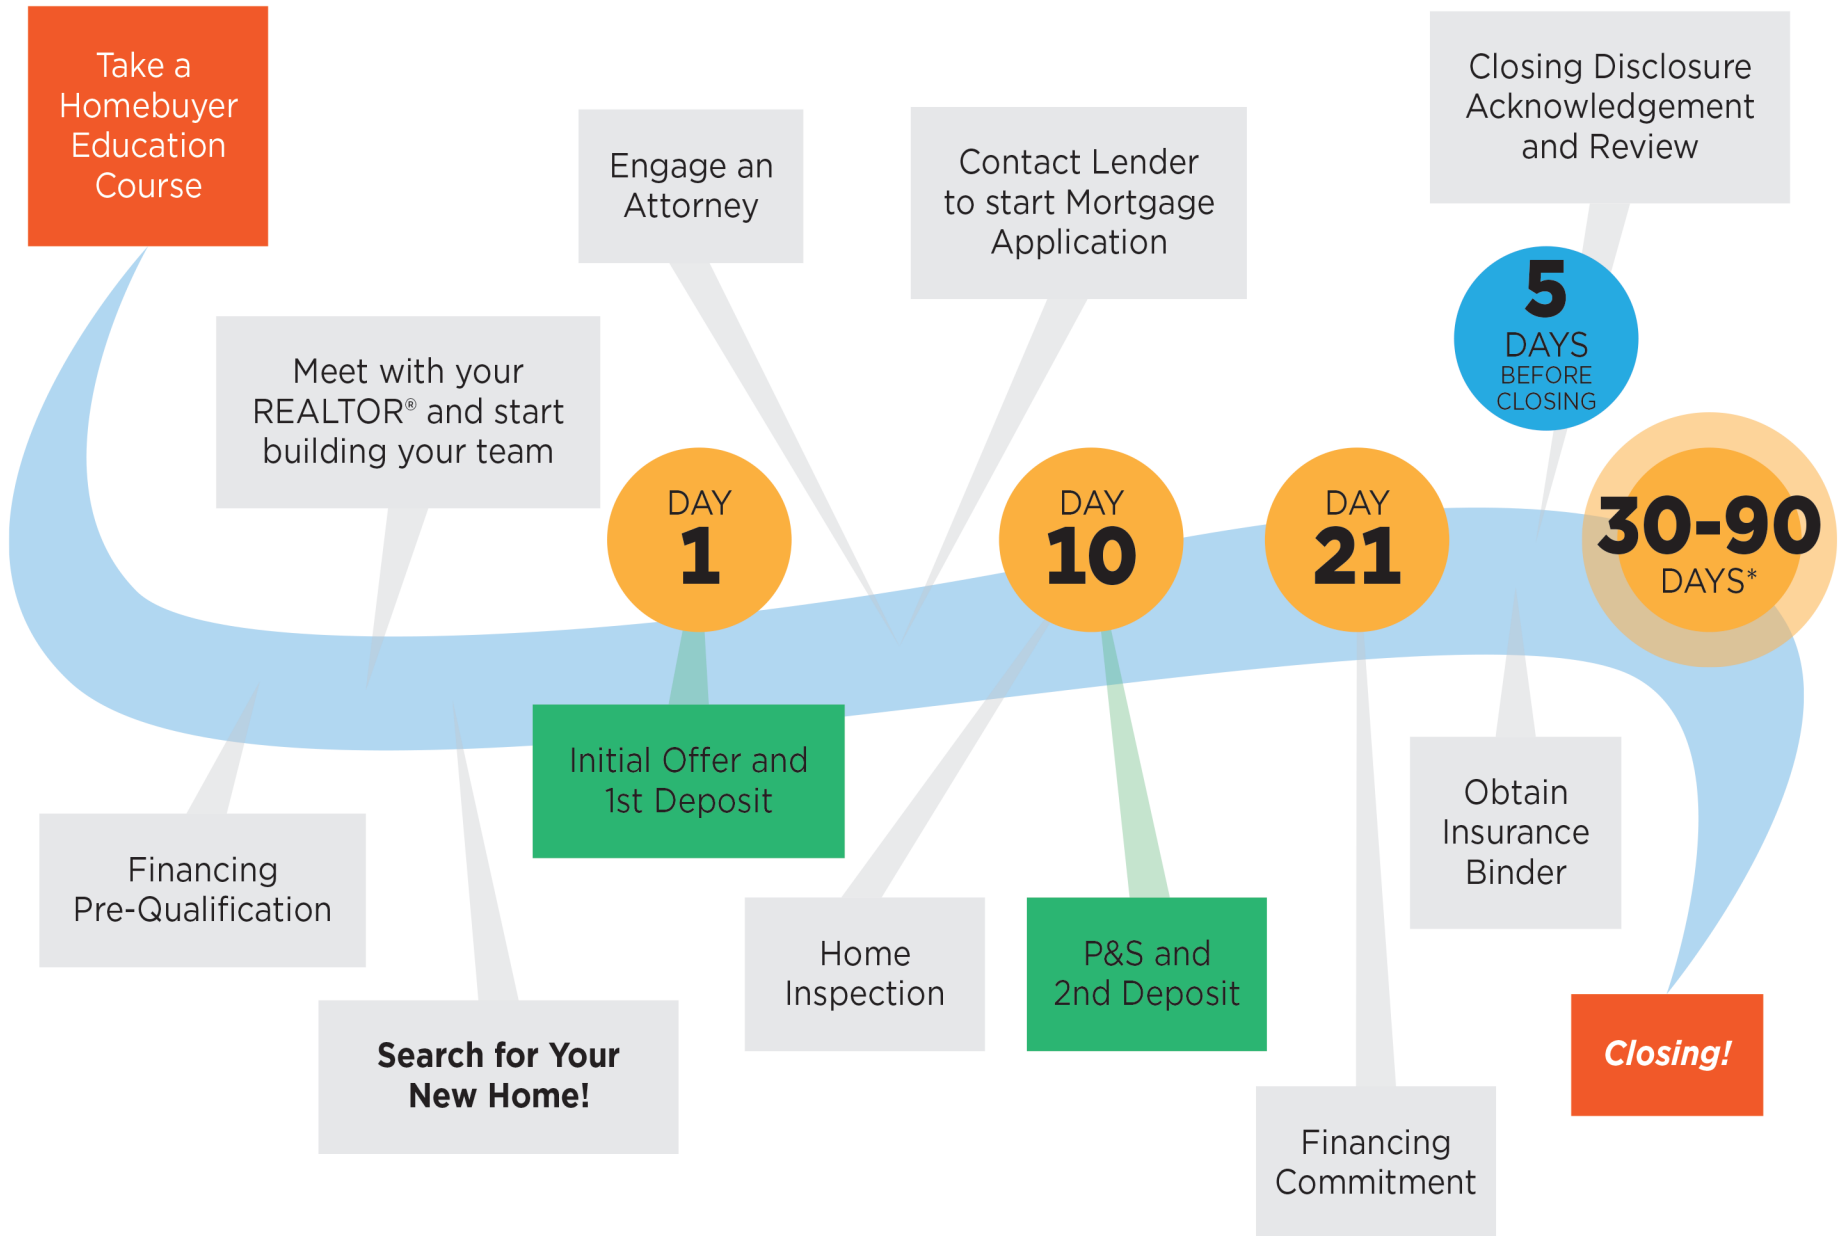 Take a
Homebuyer
Education
Course
Financing
Pre-Qualification
Meet with your
REALTOR® and start
building your team
Search for Your
New Home!
DAY
1
Initial Offer and
1st Deposit
Engage an
Attorney
Contact Lender
to start Mortgage
Application
DAY
10
Home
Inspection
P&S and
2nd Deposit
DAY
21
Financing
Commitment
Obtain
Insurance
Binder
Closing Disclosure
Acknowledgement
and Review
5
DAYS
BEFORE
CLOSING
30-90
DAYS*
Closing!